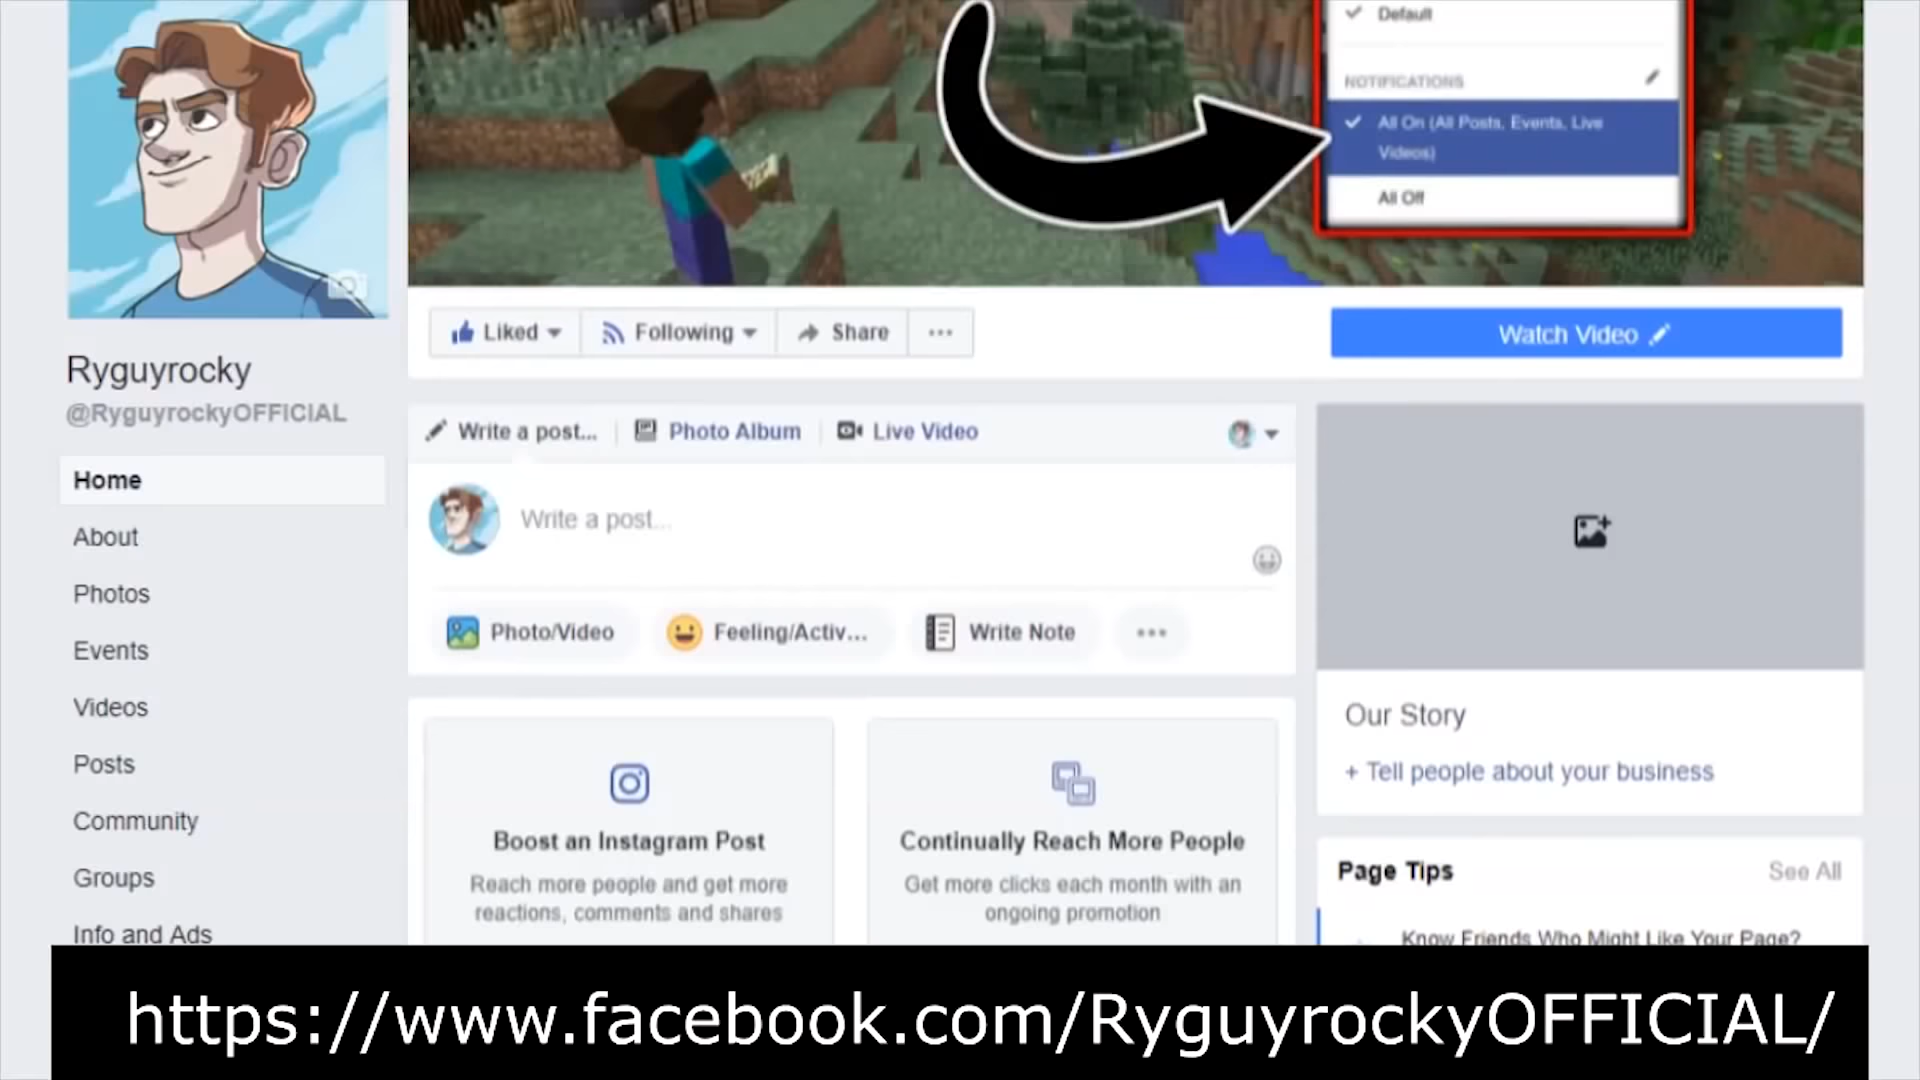 Default
NOTIFICATIONS
All On (All Posts, Events, Live
Videos)
All Off
Liked
Following
Share
Watch Video
Ryguyrocky
@RyguyrockyOFFICIAL
Home
About
Photos
Events
Videos
Posts
Community
Groups
Info and Ads
Write a post...
Photo Album
Live Video
Write a post...
Photo/Video
Feeling/Activ...
Write Note
Boost an Instagram Post
Reach more people and get more
reactions, comments and shares
Continually Reach More People
Get more clicks each month with an
ongoing promotion
Our Story
+ Tell people about your business
Page Tips
See All
Know Friends Who Might Like Your Page?
https://www.facebook.com/RyguyrockyOFFICIAL/